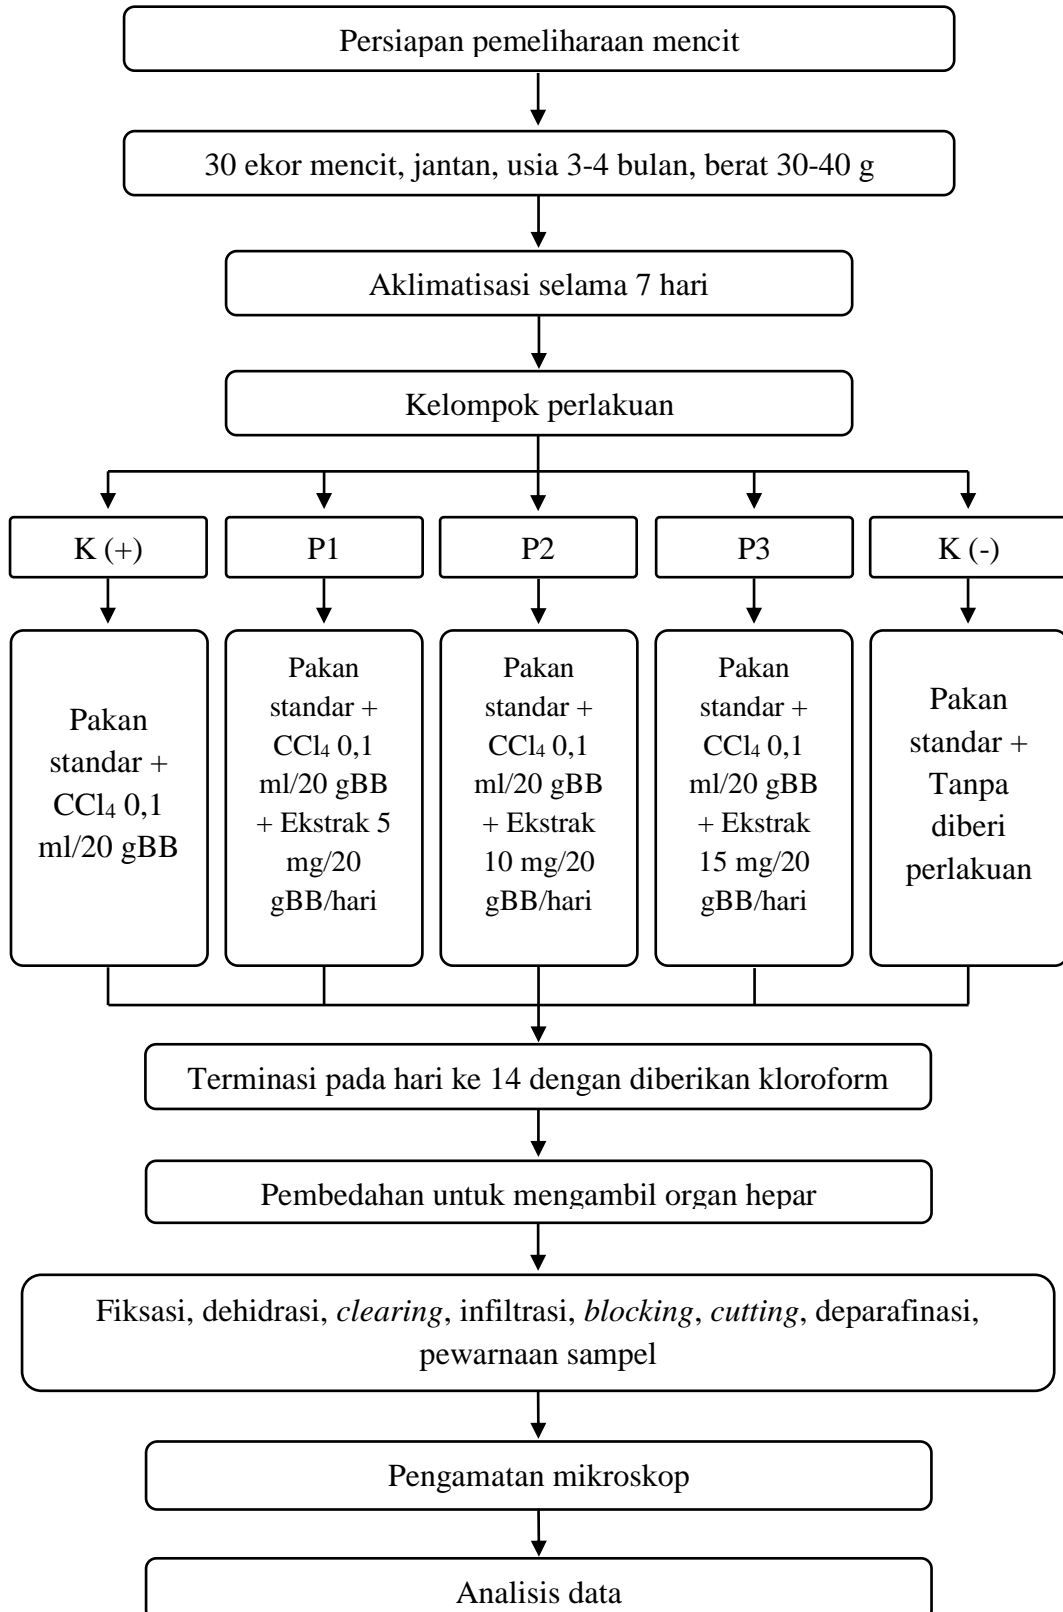 Persiapan pemeliharaan mencit
30 ekor mencit, jantan, usia 3-4 bulan, berat 30-40 g
Aklimatisasi selama 7 hari
Kelompok perlakuan
K (+)
P1
P2
P3
K (-)
Pakan
standar +
CCl₄ 0,1
ml/20 gBB
Pakan
standar +
CCl₄ 0,1
ml/20 gBB
+ Ekstrak 5
mg/20
gBB/hari
Pakan
standar +
CCl₄ 0,1
ml/20 gBB
+ Ekstrak
10 mg/20
gBB/hari
Pakan
standar +
CCl₄ 0,1
ml/20 gBB
+ Ekstrak
15 mg/20
gBB/hari
Pakan
standar +
Tanpa
diberi
perlakuan
Terminasi pada hari ke 14 dengan diberikan kloroform
Pembedahan untuk mengambil organ hepar
Fiksasi, dehidrasi, clearing, infiltrasi, blocking, cutting, deparafinasi,
pewarnaan sampel
Pengamatan mikroskop
Analisis data